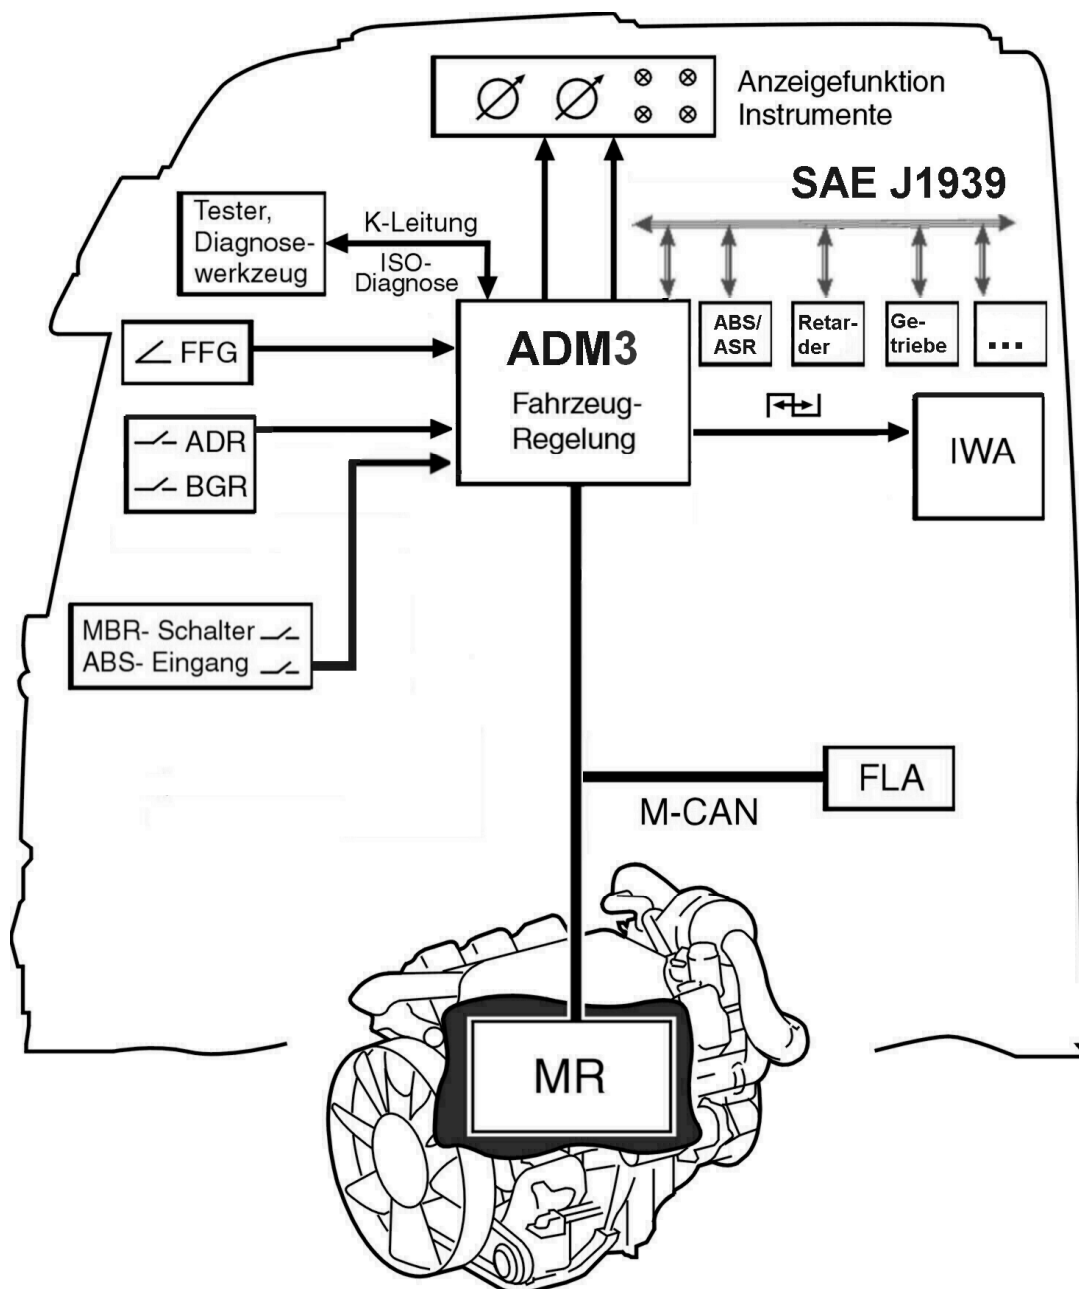 Anzeigefunktion
Instrumente
SAE J1939
Tester,
Diagnose-
werkzeug
K-Leitung
ISO-
Diagnose
ABS/
ASR
Retar-
der
Ge-
triebe
...
FFG
ADM3
Fahrzeug-
Regelung
ADR
BGR
IWA
MBR- Schalter
ABS- Eingang
FLA
M-CAN
MR